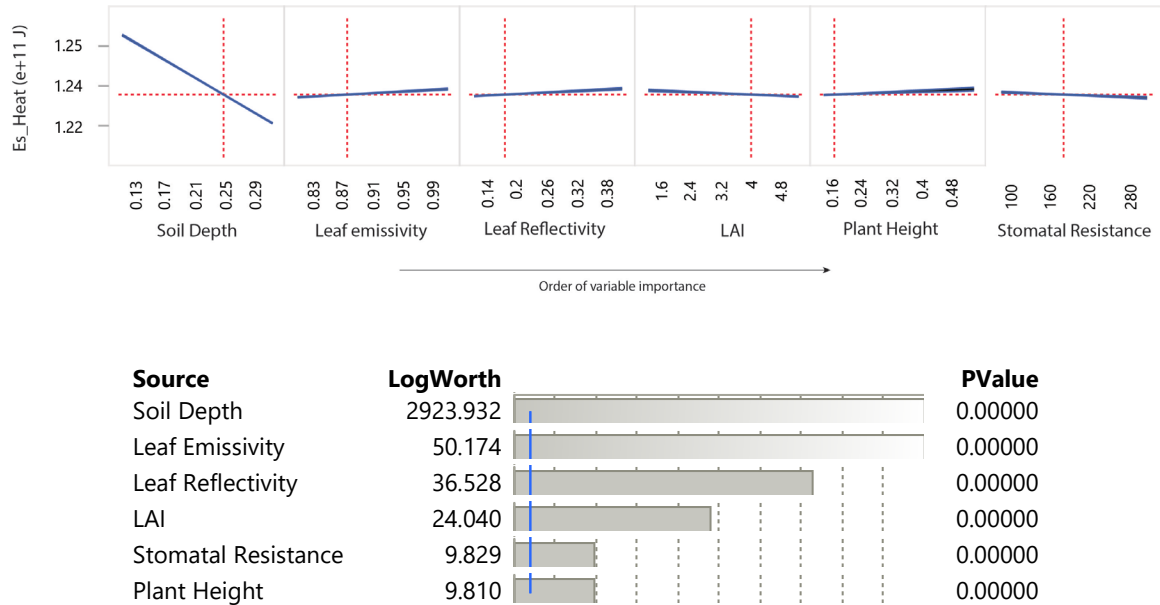 Es_Heat (e+11 J)
1.25
1.24
1.22
0.13 0.17 0.21 0.25 0.29 0.83 0.87 0.91 0.95 0.99 0.14 0.2 0.26 0.32 0.38 1.6 2.4 3.2 4 4.8 0.16 0.24 0.32 0.4 0.48 100 160 220 280
Soil Depth Leaf emissivity Leaf Reflectivity LAI Plant Height Stomatal Resistance
Order of variable importance
Source LogWorth PValue
Soil Depth 2923.932 0.00000
Leaf Emissivity 50.174 0.00000
Leaf Reflectivity 36.528 0.00000
LAI 24.040 0.00000
Stomatal Resistance 9.829 0.00000
Plant Height 9.810 0.00000